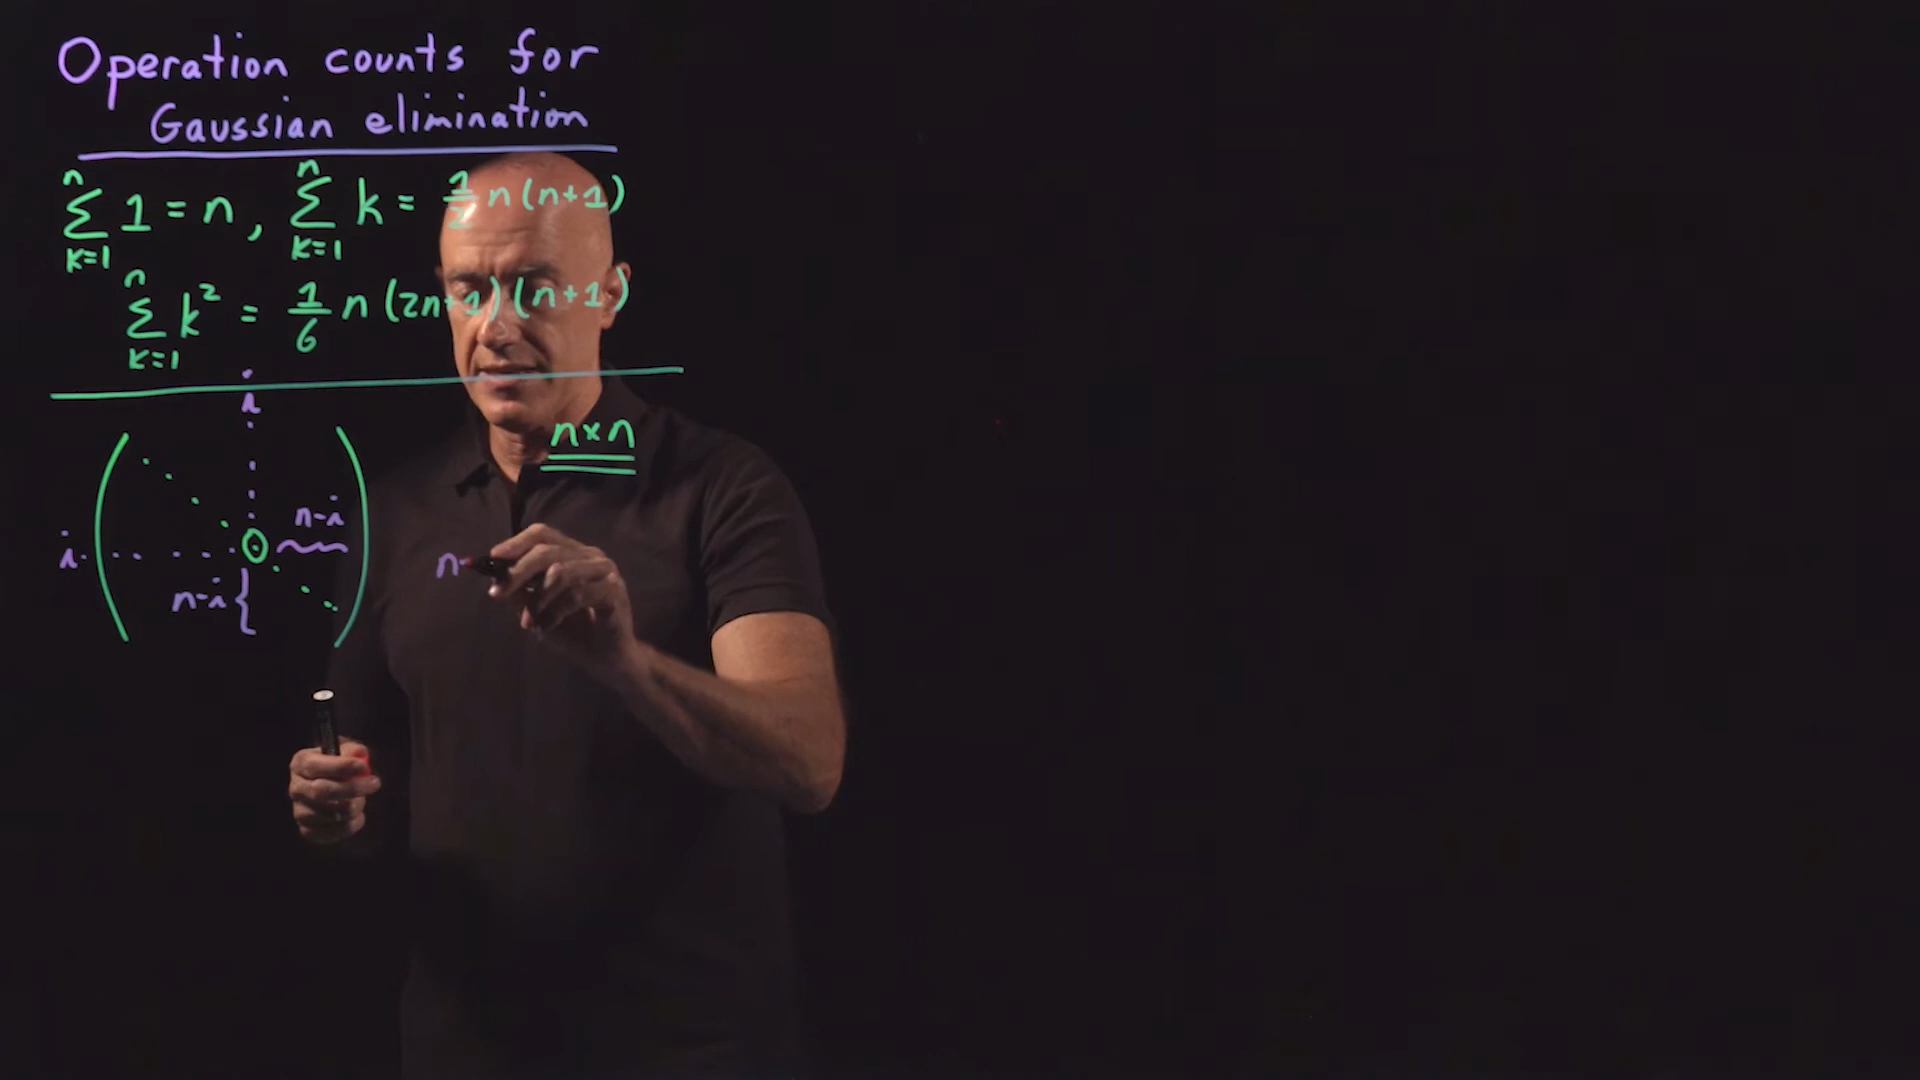 Operation counts for
Gaussian elimination
n n
∑ 1 = n , ∑ k = 1/2 n (n+1)
k=1 k=1
n
∑ k² = 1/6 n (2n+1) (n+1)
k=1
i
n×n
n-i
i
n-
n-i {